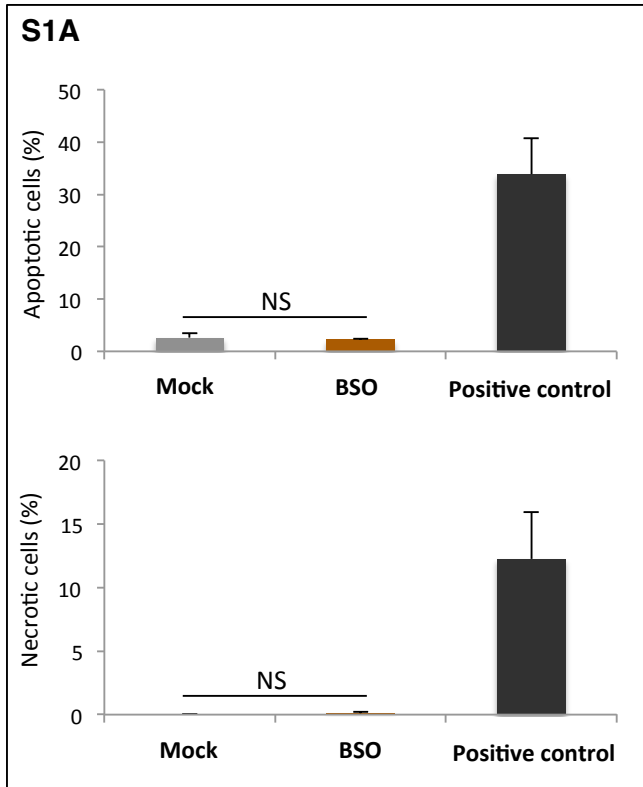 S1A
Apoptotic cells (%)
50
40
30
20
10
0
NS
Mock BSO Positive control
Necrotic cells (%)
20
15
10
5
0
NS
Mock BSO Positive control